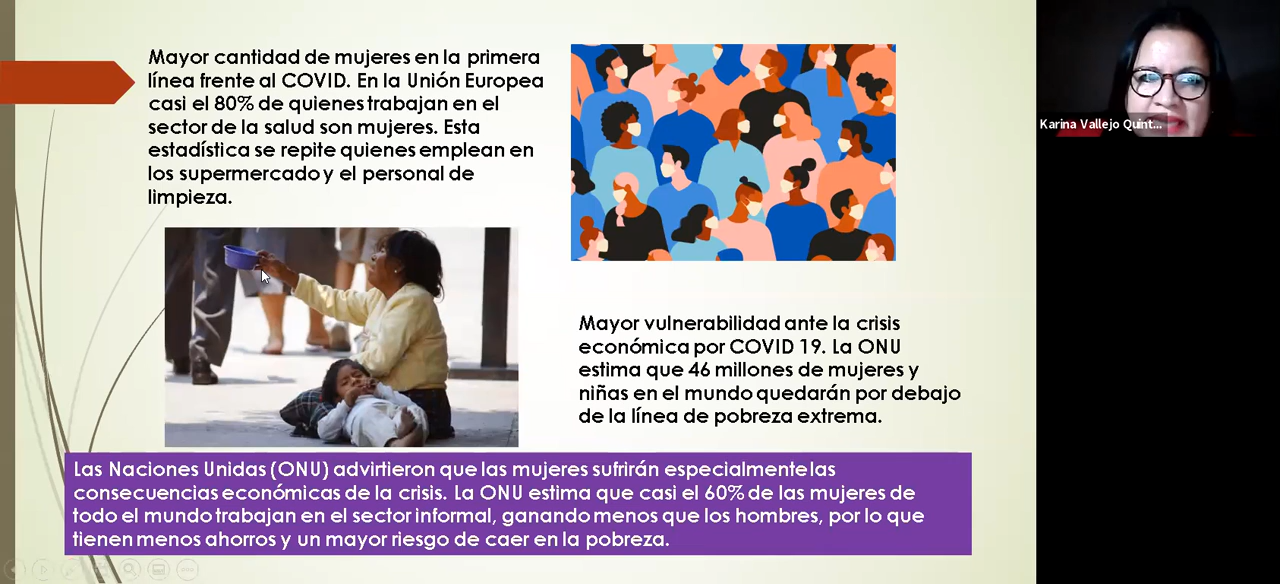 Mayor cantidad de mujeres en la primera
línea frente al COVID. En la Unión Europea
casi el 80% de quienes trabajan en el
sector de la salud son mujeres. Esta
estadística se repite quienes emplean en
los supermercado y el personal de
limpieza.
Karina Vallejo Quint...
Mayor vulnerabilidad ante la crisis
económica por COVID 19. La ONU
estima que 46 millones de mujeres y
niñas en el mundo quedarán por debajo
de la línea de pobreza extrema.
Las Naciones Unidas (ONU) advirtieron que las mujeres sufrirán especialmente las
consecuencias económicas de la crisis. La ONU estima que casi el 60% de las mujeres de
todo el mundo trabajan en el sector informal, ganando menos que los hombres, por lo que
tienen menos ahorros y un mayor riesgo de caer en la pobreza.